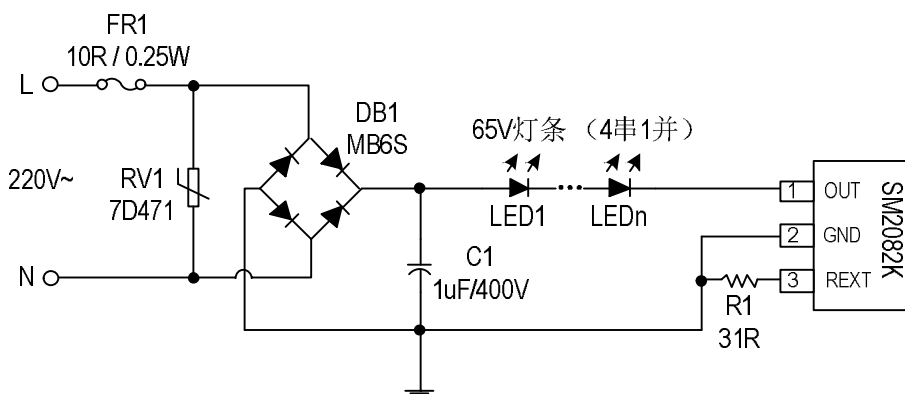 FR1
10R / 0.25W
L
DB1
MB6S
65V灯条 （4串1并）
220V~
RV1
7D471
LED1
LEDn
1
OUT
2
GND
3
REXT
SM2082K
N
C1
1uF/400V
R1
31R